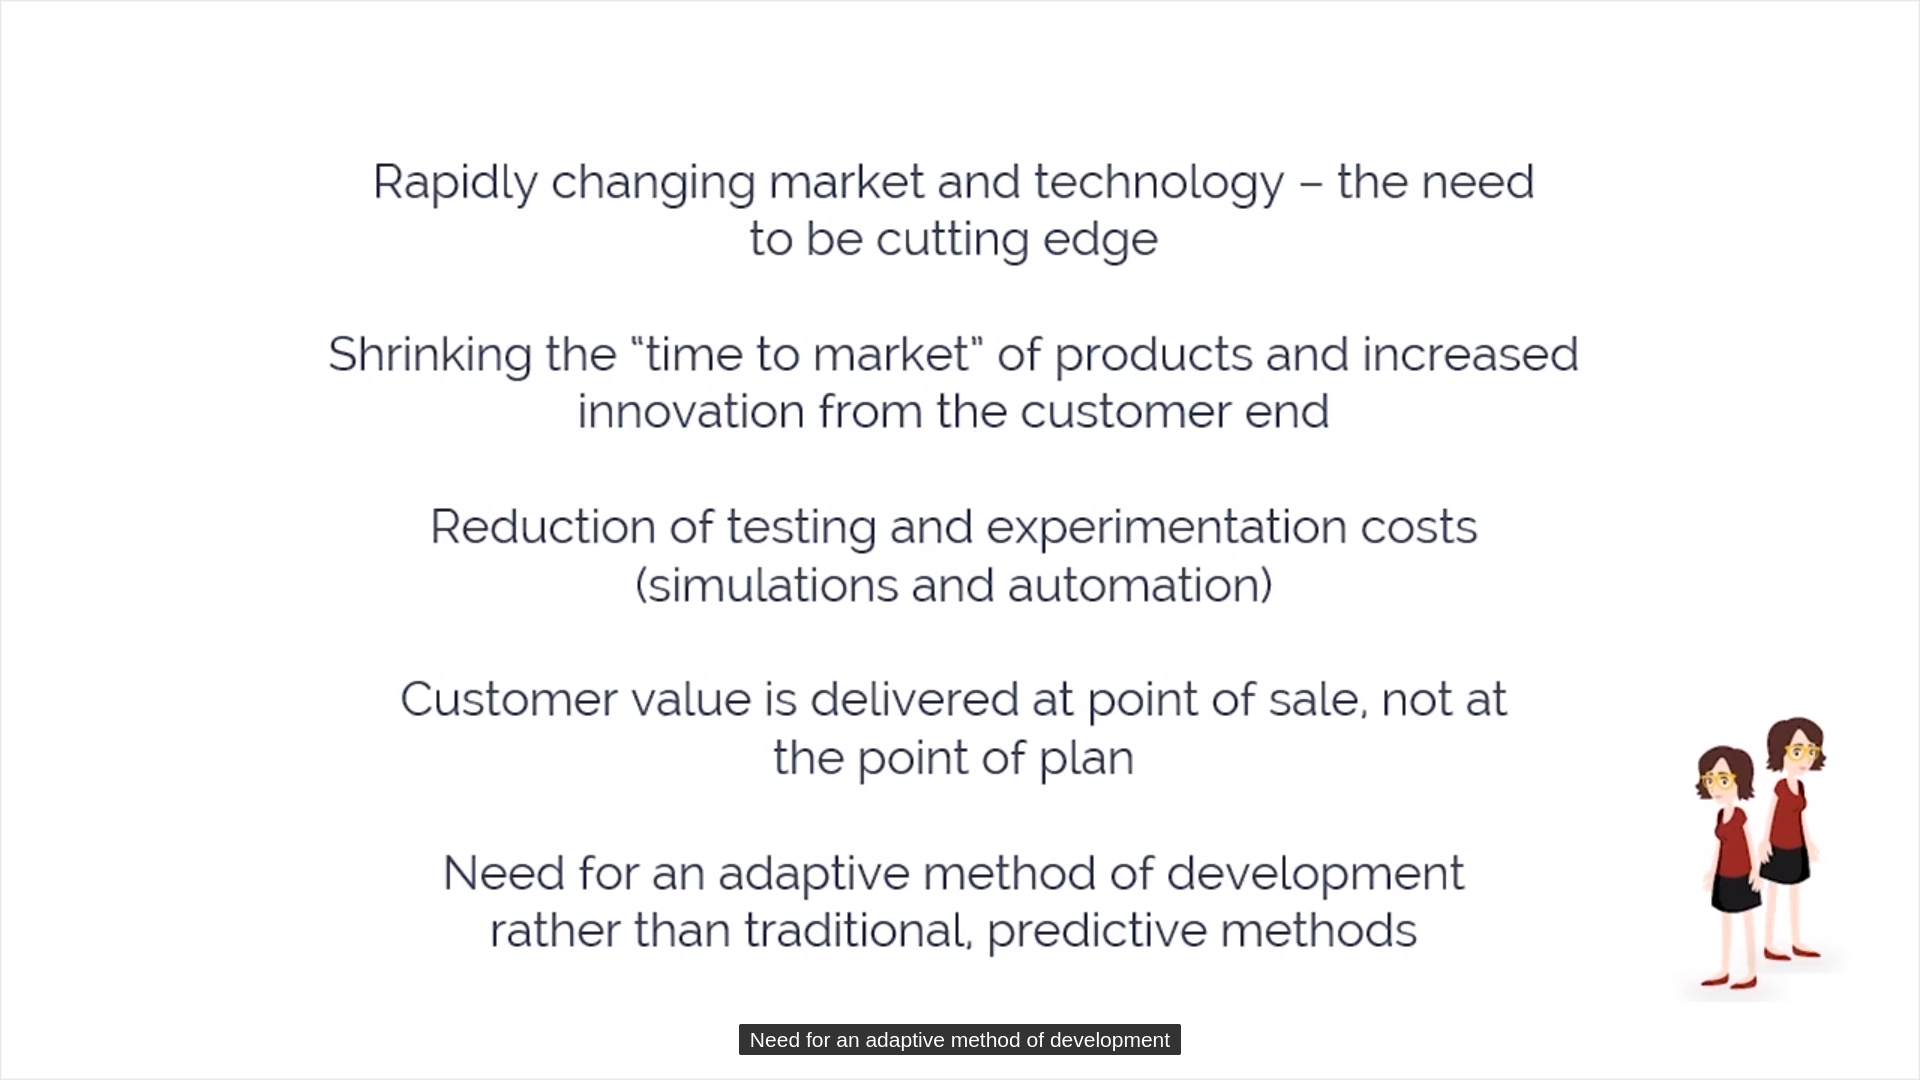 Rapidly changing market and technology – the need
to be cutting edge
Shrinking the “time to market” of products and increased
innovation from the customer end
Reduction of testing and experimentation costs
(simulations and automation)
Customer value is delivered at point of sale, not at
the point of plan
Need for an adaptive method of development
rather than traditional, predictive methods
Need for an adaptive method of development